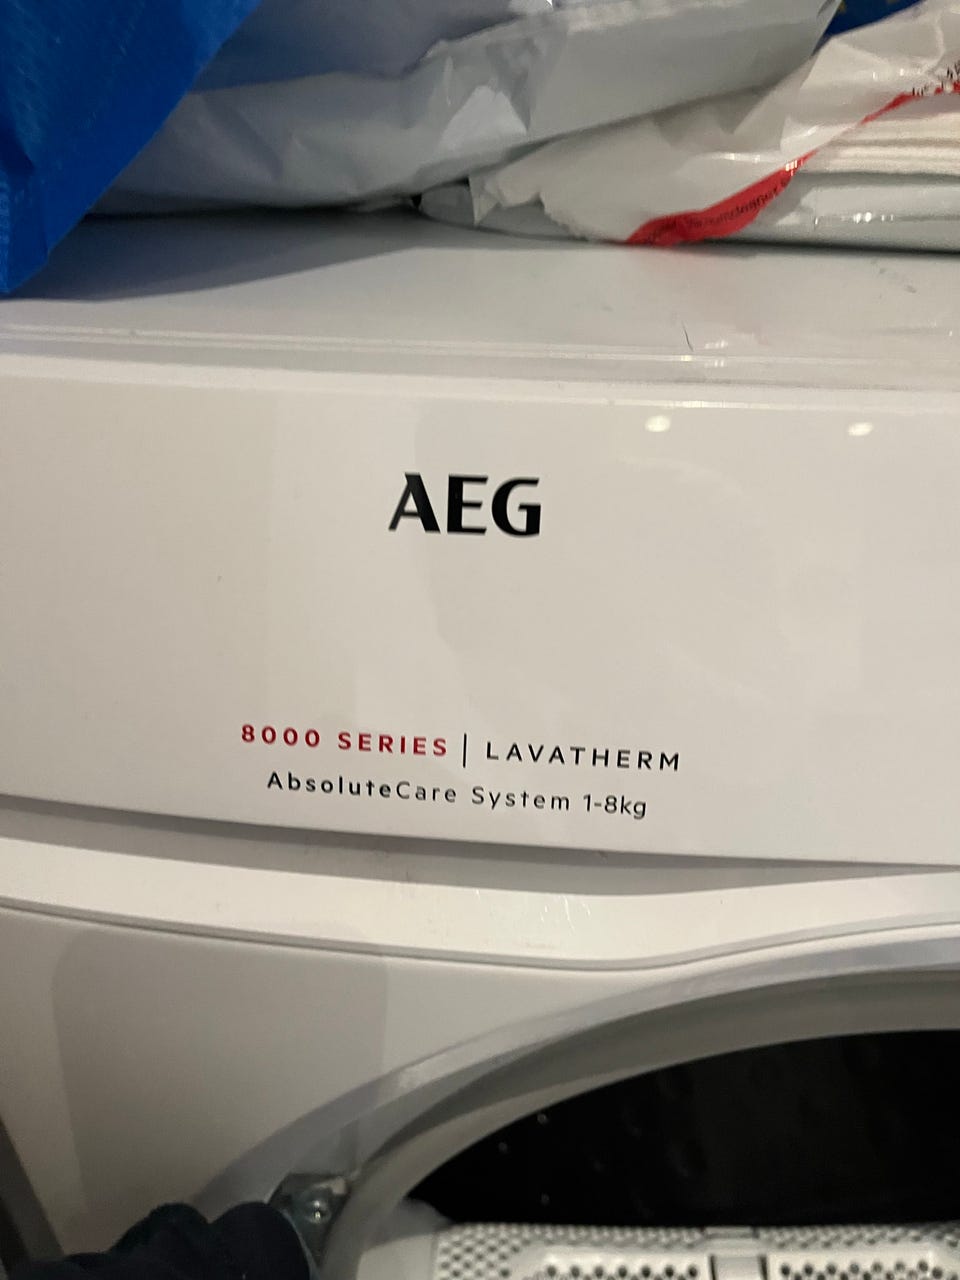 AEG
8000 SERIES | LAVATHERM
AbsoluteCare System 1-8kg